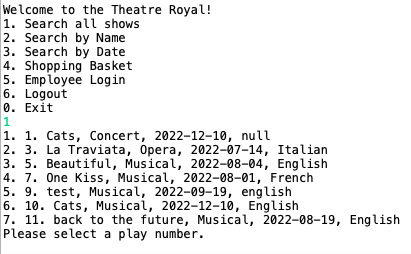 Welcome to the Theatre Royal!
1. Search all shows
2. Search by Name
3. Search by Date
4. Shopping Basket
5. Employee Login
6. Logout
0. Exit
1
1. 1. Cats, Concert, 2022-12-10, null
2. 3. La Traviata, Opera, 2022-07-14, Italian
3. 5. Beautiful, Musical, 2022-08-04, English
4. 7. One Kiss, Musical, 2022-08-01, French
5. 9. test, Musical, 2022-09-19, english
6. 10. Cats, Musical, 2022-12-10, English
7. 11. back to the future, Musical, 2022-08-19, English
Please select a play number.